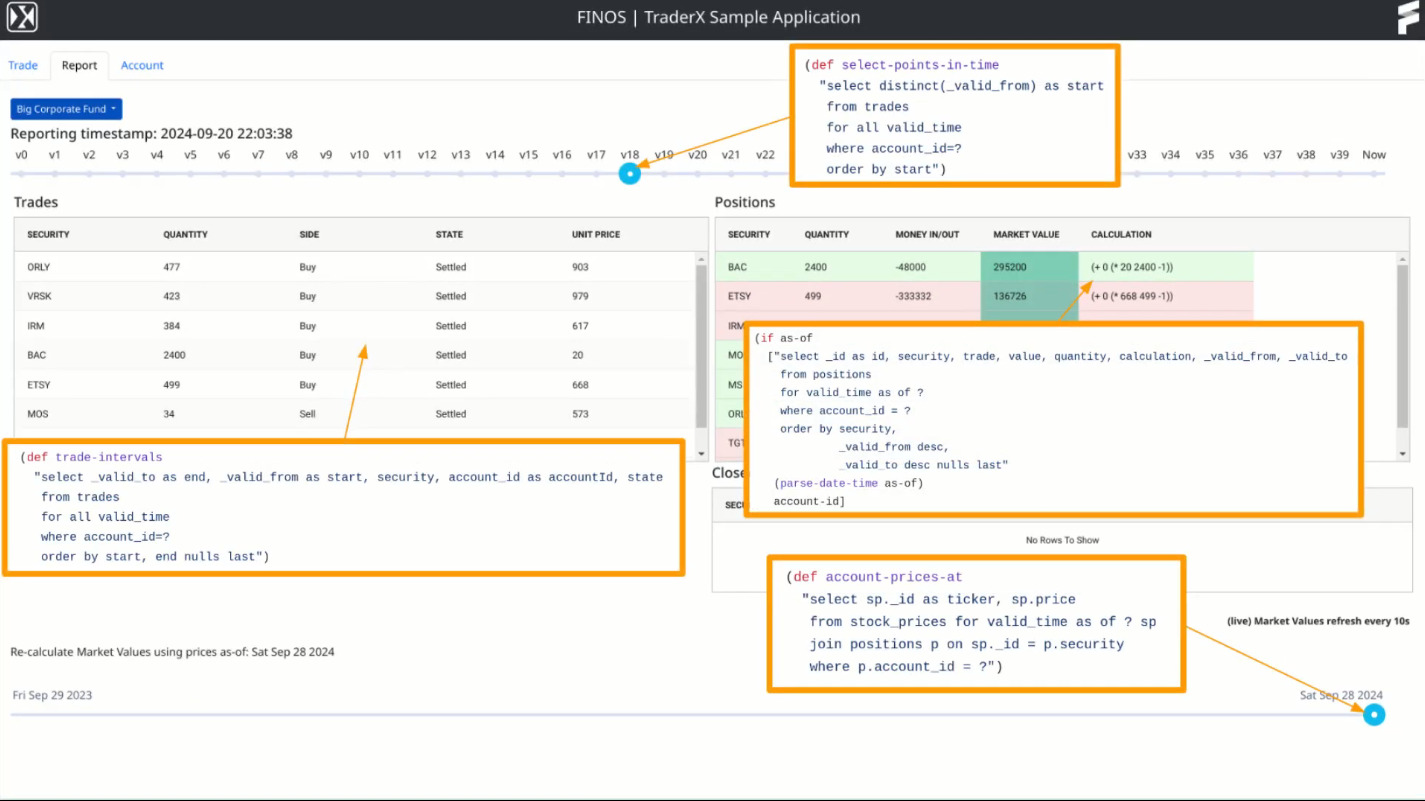 FINOS | TraderX Sample Application
Trade Report Account
Big Corporate Fund
Reporting timestamp: 2024-09-20 22:03:38
v0 v1 v2 v3 v4 v5 v6 v7 v8 v9 v10 v11 v12 v13 v14 v15 v16 v17 v18 v19 v20 v21 v22 v33 v34 v35 v36 v37 v38 v39 Now
(def select-points-in-time
"select distinct(_valid_from) as start
from trades
for all valid_time
where account_id=?
order by start")
Trades
SECURITY QUANTITY SIDE STATE UNIT PRICE
ORLY 477 Buy Settled 903
VRSK 423 Buy Settled 979
IRM 384 Buy Settled 617
BAC 2400 Buy Settled 20
ETSY 499 Buy Settled 668
MOS 34 Sell Settled 573
(def trade-intervals
"select _valid_to as end, _valid_from as start, security, account_id as accountId, state
from trades
for all valid_time
where account_id=?
order by start, end nulls last")
Positions
SECURITY QUANTITY MONEY IN/OUT MARKET VALUE CALCULATION
BAC 2400 -48000 295200 (+ 0 (* 20 2400 -1))
ETSY 499 -333332 136726 (+ 0 (* 668 499 -1))
IRM
MO
MS
ORL
TGT
(if as-of
["select _id as id, security, trade, value, quantity, calculation, _valid_from, _valid_to
from positions
for valid_time as of ?
where account_id = ?
order by security,
_valid_from desc,
_valid_to desc nulls last"
(parse-date-time as-of)
account-id]
Close
SECU
No Rows To Show
(def account-prices-at
"select sp._id as ticker, sp.price
from stock_prices for valid_time as of ? sp
join positions p on sp._id = p.security
where p.account_id = ?")
(live) Market Values refresh every 10s
Re-calculate Market Values using prices as-of: Sat Sep 28 2024
Fri Sep 29 2023 Sat Sep 28 2024